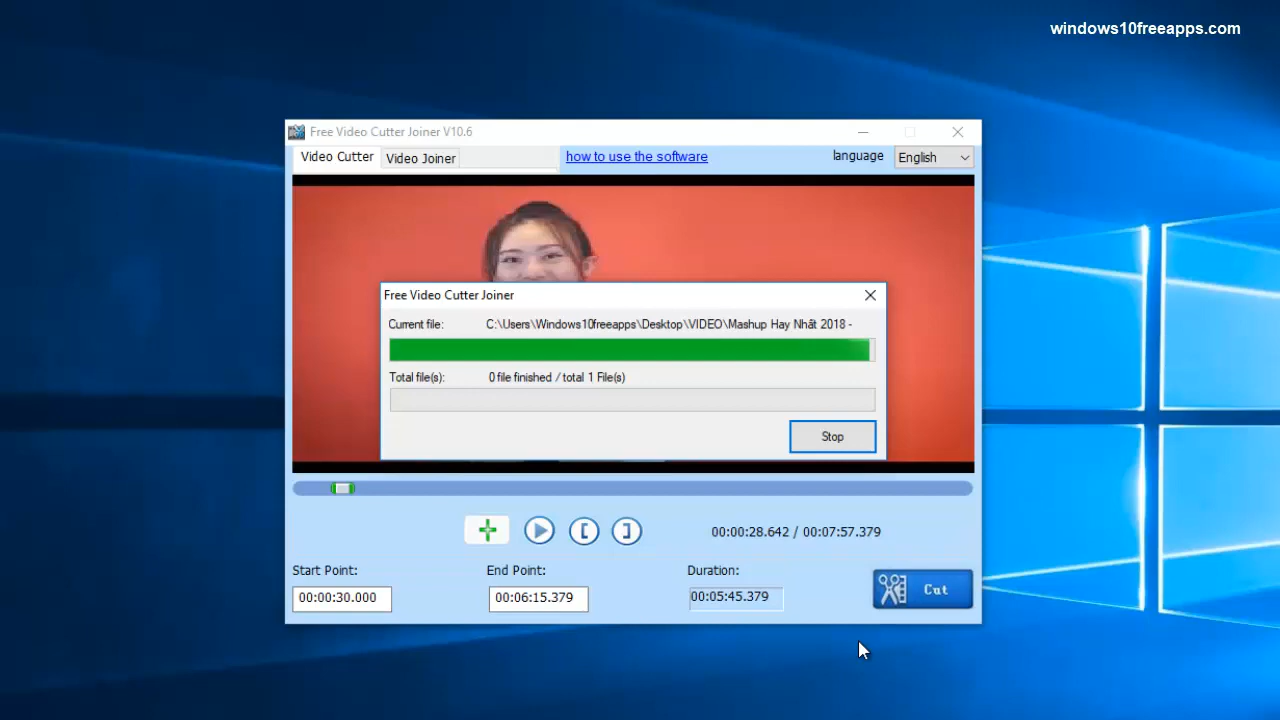 windows10freeapps.com
Free Video Cutter Joiner V10.6
Video Cutter
Video Joiner
how to use the software
language
English
Free Video Cutter Joiner
Current file:
C:\Users\Windows10freeapps\Desktop\VIDEO\Mashup Hay Nhất 2018 -
Total file(s):
0 file finished / total 1 File(s)
Stop
00:00:28.642 / 00:07:57.379
Start Point:
End Point:
Duration:
00:00:30.000
00:06:15.379
00:05:45.379
Cut